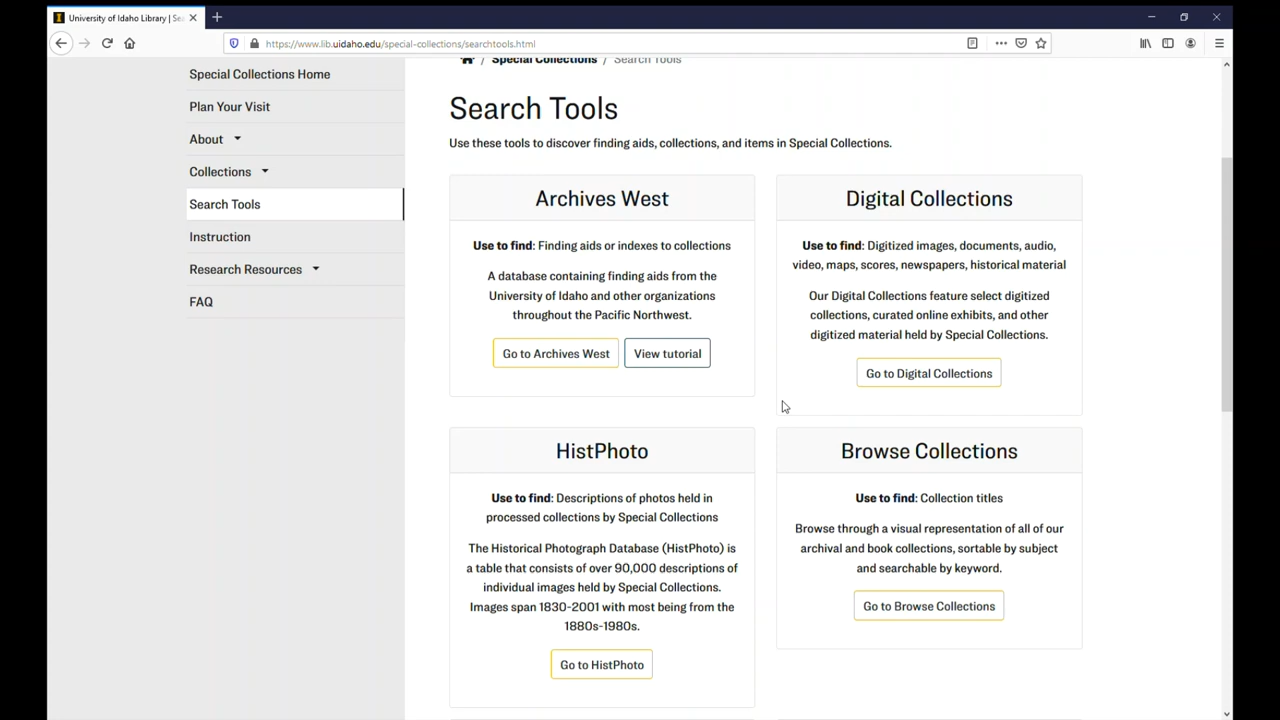 University of Idaho Library | Sea
https://www.lib.uidaho.edu/special-collections/searchtools.html
Special Collections Home
Plan Your Visit
About
Collections
Search Tools
Instruction
Research Resources
FAQ
/ Special Collections / Search Tools
Search Tools
Use these tools to discover finding aids, collections, and items in Special Collections.
Archives West
Use to find: Finding aids or indexes to collections
A database containing finding aids from the
University of Idaho and other organizations
throughout the Pacific Northwest.
Go to Archives West
View tutorial
Digital Collections
Use to find: Digitized images, documents, audio,
video, maps, scores, newspapers, historical material
Our Digital Collections feature select digitized
collections, curated online exhibits, and other
digitized material held by Special Collections.
Go to Digital Collections
HistPhoto
Use to find: Descriptions of photos held in
processed collections by Special Collections
The Historical Photograph Database (HistPhoto) is
a table that consists of over 90,000 descriptions of
individual images held by Special Collections.
Images span 1830-2001 with most being from the
1880s-1980s.
Go to HistPhoto
Browse Collections
Use to find: Collection titles
Browse through a visual representation of all of our
archival and book collections, sortable by subject
and searchable by keyword.
Go to Browse Collections